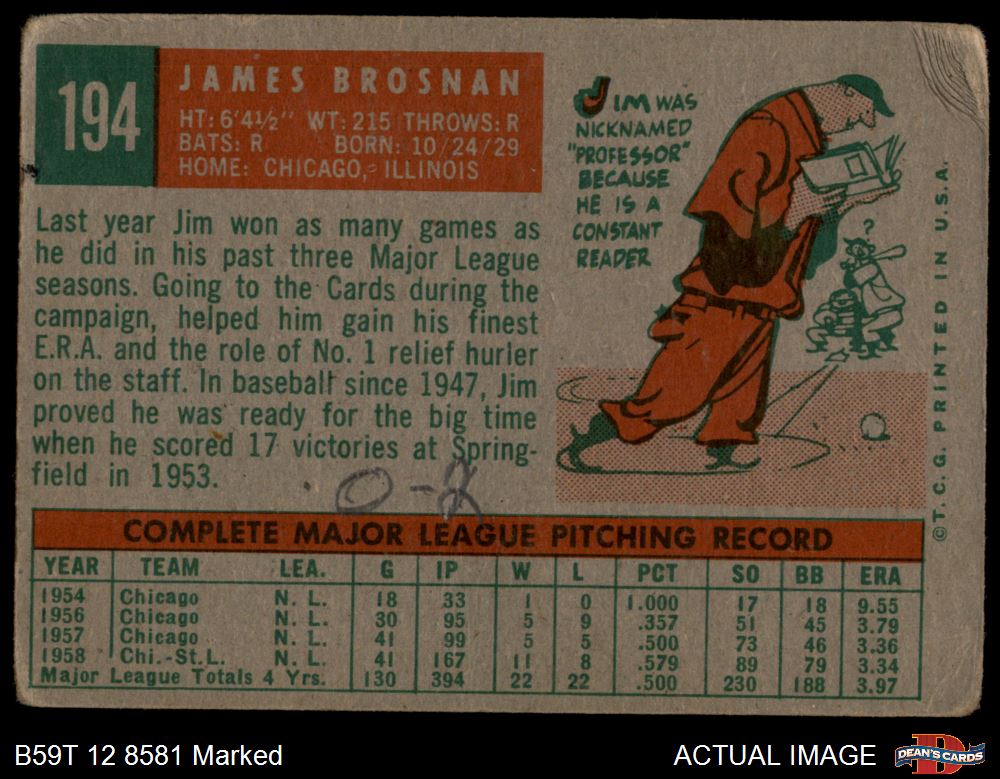 194
JAMES BROSNAN
HT: 6'4½" WT: 215 THROWS: R
BATS: R BORN: 10/24/29
HOME: CHICAGO, ILLINOIS
JIM WAS
NICKNAMED
"PROFESSOR"
BECAUSE
HE IS A
CONSTANT
READER
?
Last year Jim won as many games as
he did in his past three Major League
seasons. Going to the Cards during the
campaign, helped him gain his finest
E.R.A. and the role of No. 1 relief hurler
on the staff. In baseball since 1947, Jim
proved he was ready for the big time
when he scored 17 victories at Spring-
field in 1953.
0-2
©T.C.G. PRINTED IN U.S.A.
COMPLETE MAJOR LEAGUE PITCHING RECORD
YEAR TEAM LEA. G IP W L PCT SO BB ERA
1954 Chicago N. L. 18 33 1 0 1.000 17 18 9.55
1956 Chicago N. L. 30 95 5 9 .357 51 45 3.79
1957 Chicago N. L. 41 99 5 5 .500 73 46 3.36
1958 Chi.-St.L. N. L. 41 167 11 8 .579 89 79 3.34
Major League Totals 4 Yrs. 130 394 22 22 .500 230 188 3.97
B59T 12 8581 Marked
ACTUAL IMAGE
DEAN'S CARDS